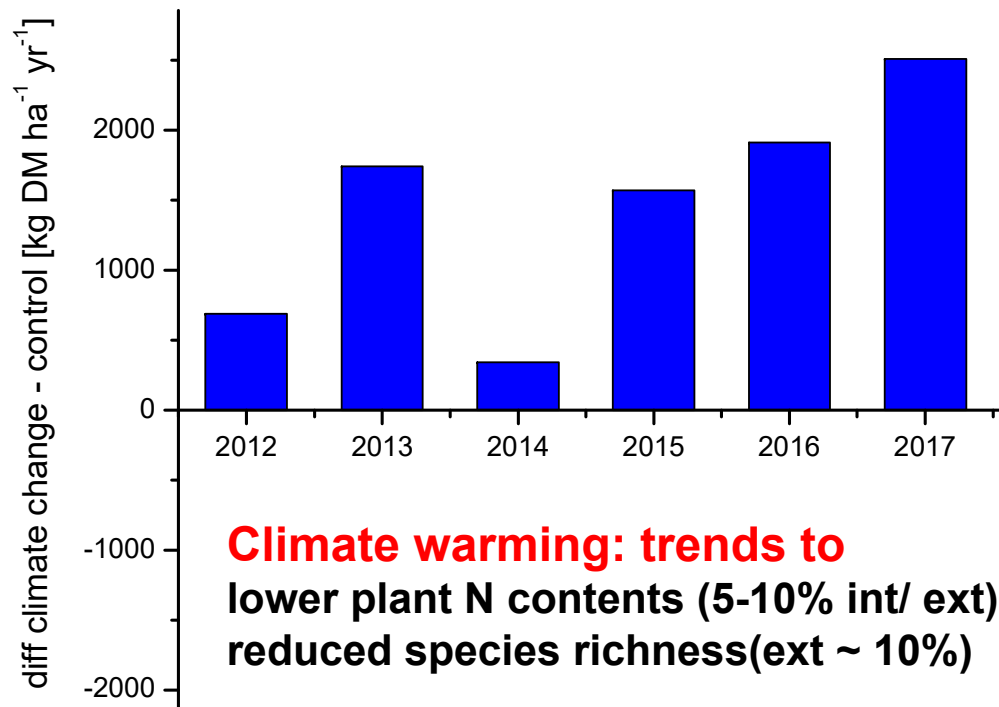 diff climate change - control [kg DM ha⁻¹ yr⁻¹]
2000
1000
0
-1000
-2000
2012 2013 2014 2015 2016 2017
Climate warming: trends to
lower plant N contents (5-10% int/ ext)
reduced species richness(ext ~ 10%)